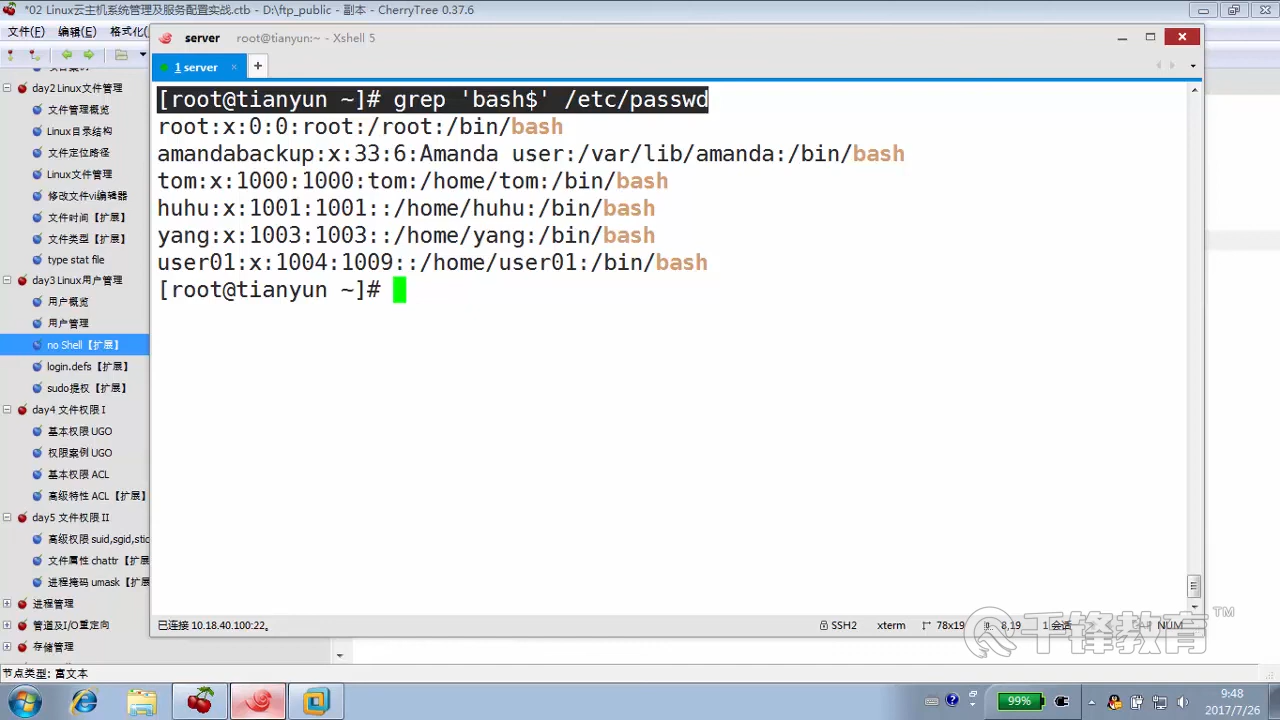 *02 Linux云主机系统管理及服务配置实战.ctb - D:\ftp_public - 副本 - CherryTree 0.37.6
文件(F) 编辑(E) 格式化(
server root@tianyun:~ - Xshell 5
1 server × +
day2 Linux文件管理
文件管理概览
Linux目录结构
文件定位路径
Linux文件管理
修改文件vi编辑器
文件时间【扩展】
文件类型【扩展】
type stat file
day3 Linux用户管理
用户概览
用户管理
no Shell【扩展】
login.defs【扩展】
sudo提权【扩展】
day4 文件权限 I
基本权限 UGO
权限案例 UGO
基本权限 ACL
高级特性 ACL【扩展】
day5 文件权限 II
高级权限 suid,sgid,stic
文件属性 chattr【扩展
进程掩码 umask【扩展
进程管理
管道及I/O重定向
存储管理
[root@tianyun ~]# grep 'bash$' /etc/passwd
root:x:0:0:root:/root:/bin/bash
amandabackup:x:33:6:Amanda user:/var/lib/amanda:/bin/bash
tom:x:1000:1000:tom:/home/tom:/bin/bash
huhu:x:1001:1001::/home/huhu:/bin/bash
yang:x:1003:1003::/home/yang:/bin/bash
user01:x:1004:1009::/home/user01:/bin/bash
[root@tianyun ~]#
已连接 10.18.40.100:22。 SSH2 xterm 78x19 8,19 1 会话 NUM
千锋教育 TM
节点类型: 富文本
99%
9:48
2017/7/26